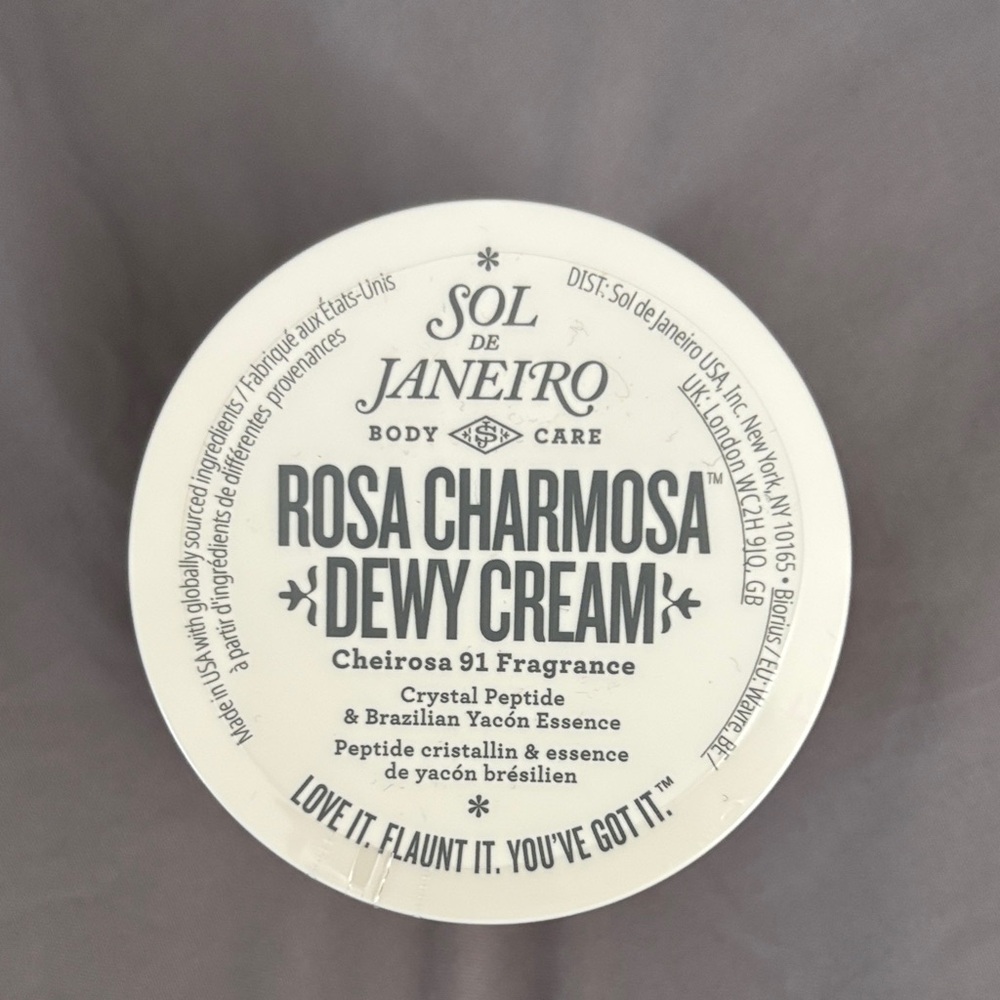 SOL
DE
JANEIRO
BODY CARE
ROSA CHARMOSA™
DEWY CREAM
Cheirosa 91 Fragrance
Crystal Peptide
& Brazilian Yacón Essence
Peptide cristallin & essence
de yacón brésilien
LOVE IT. FLAUNT IT. YOU'VE GOT IT.™
Made in USA with globally sourced ingredients / Fabriqué aux États-Unis
à partir d'ingrédients de différentes provenances
DIST: Sol de Janeiro USA, Inc. New York, NY 10165 • Biorius / EU: Wavre, BE /
UK: London WC2H 9JQ, GB